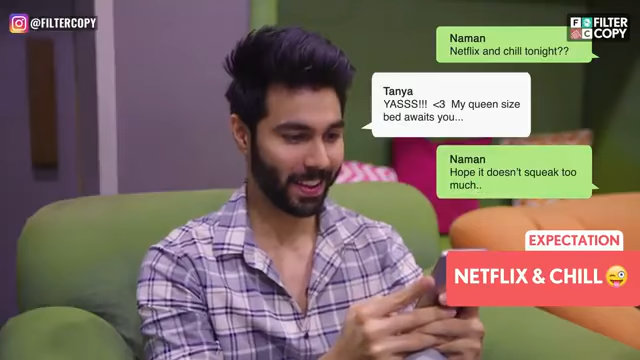 @FILTERCOPY
FILTER
COPY
Naman
Netflix and chill tonight??
Tanya
YASSS!!! <3 My queen size
bed awaits you...
Naman
Hope it doesn't squeak too
much..
EXPECTATION
NETFLIX & CHILL😜